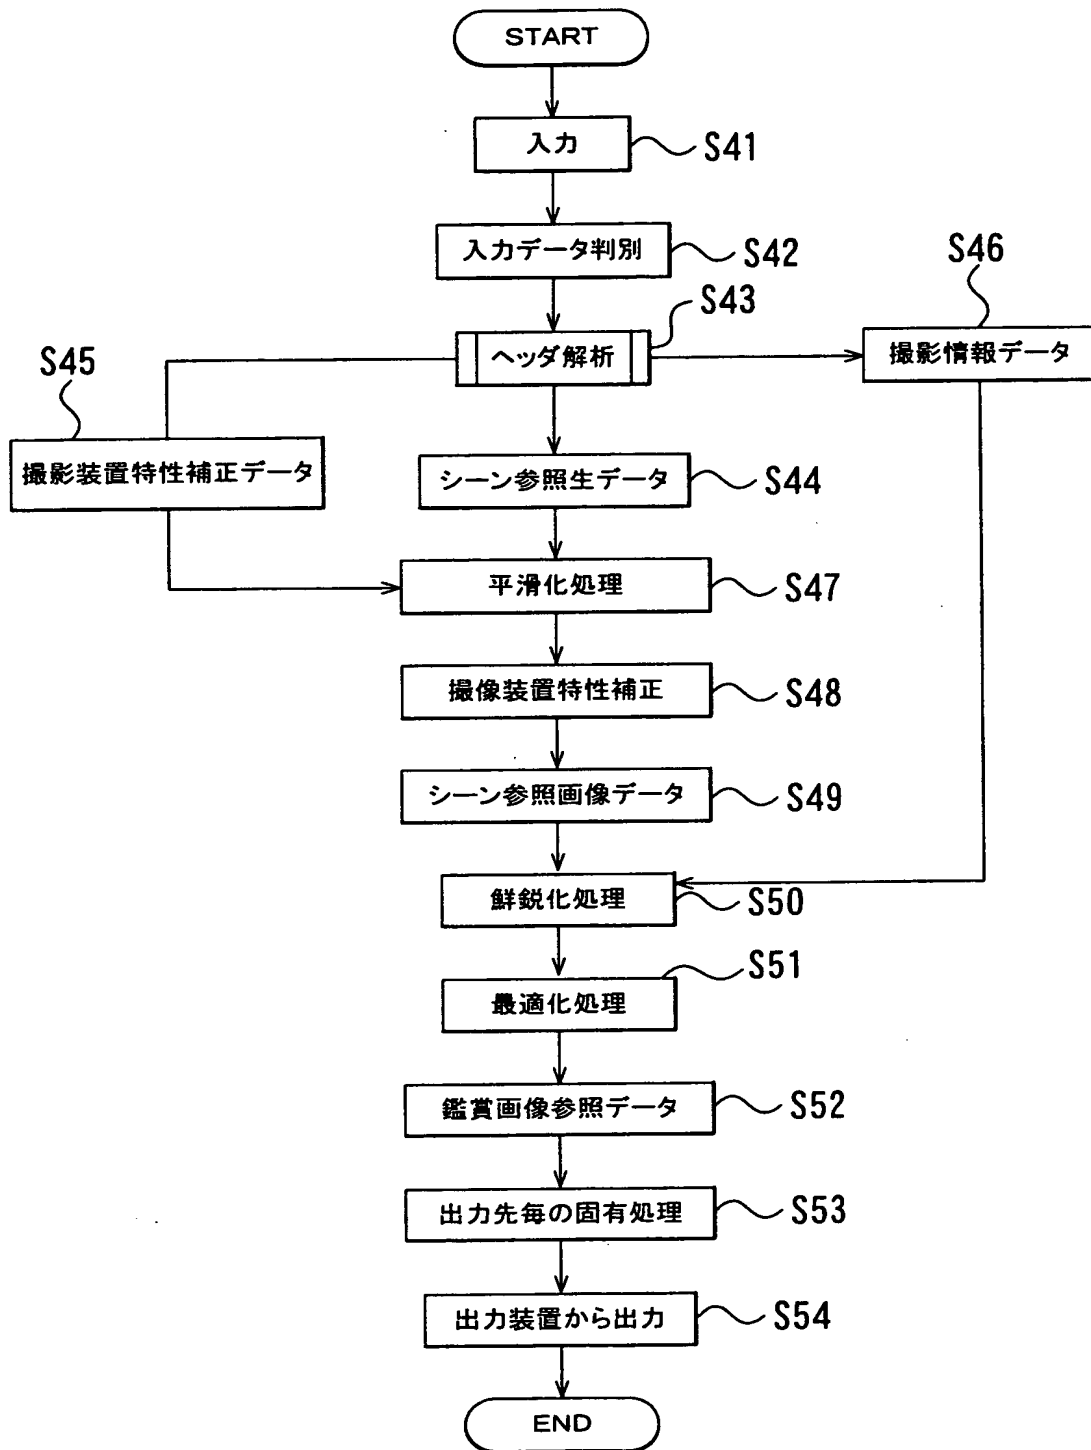 START
入力
S41
入力データ判別
S42
S46
S43
ヘッダ解析
撮影情報データ
S45
撮影装置特性補正データ
シーン参照生データ
S44
平滑化処理
S47
撮像装置特性補正
S48
シーン参照画像データ
S49
鮮鋭化処理
S50
S51
最適化処理
鑑賞画像参照データ
S52
出力先毎の固有処理
S53
出力装置から出力
S54
END